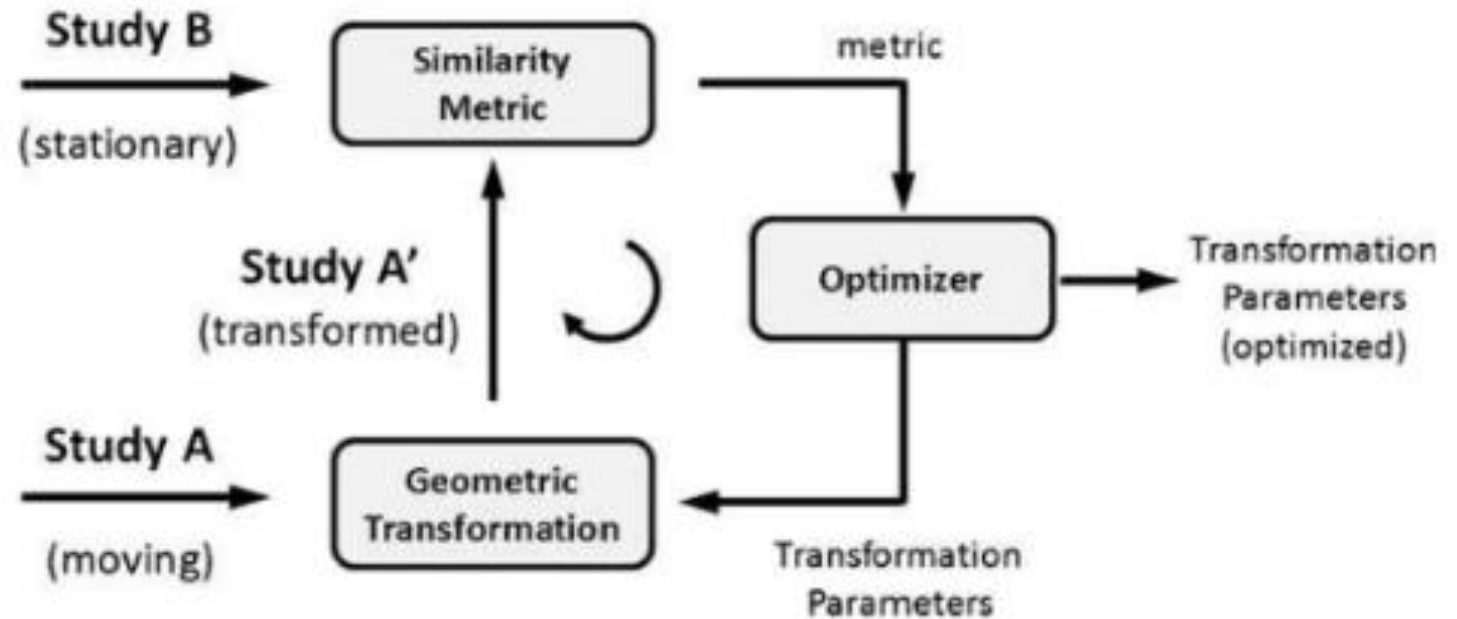 Study B
(stationary)
Similarity
Metric
metric
Study A’
(transformed)
Optimizer
Transformation
Parameters
(optimized)
Study A
(moving)
Geometric
Transformation
Transformation
Parameters